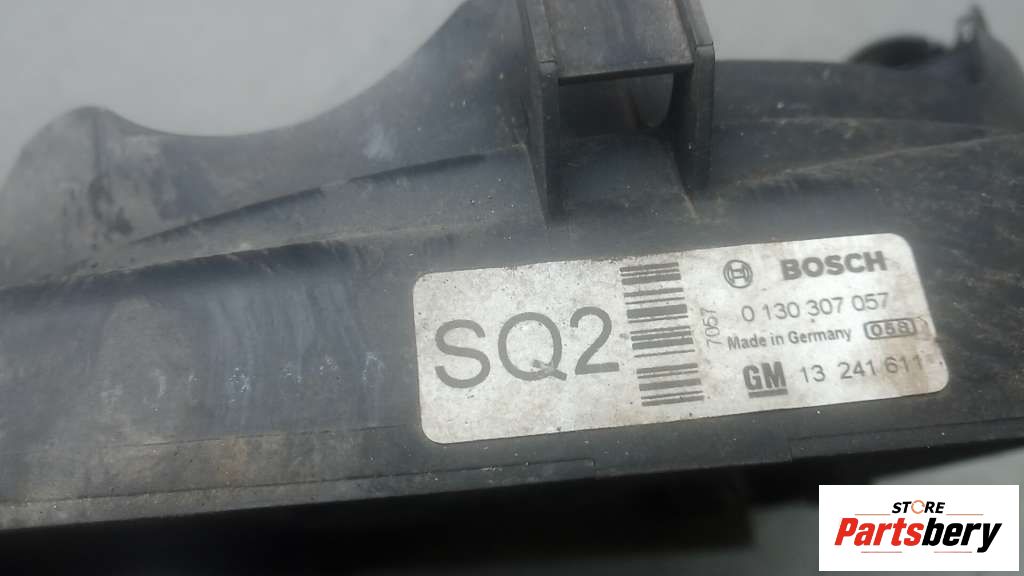 SQ2
7057
BOSCH
0 130 307 057
Made in Germany 058
GM 13 241 611
STORE
Partsbery